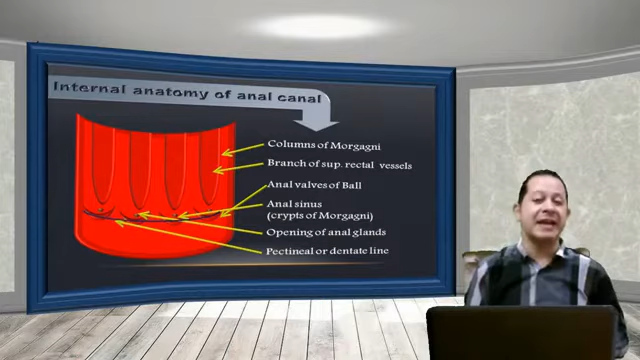 Internal anatomy of anal canal
Columns of Morgagni
Branch of sup. rectal vessels
Anal valves of Ball
Anal sinus
(crypts of Morgagni)
Opening of anal glands
Pectineal or dentate line